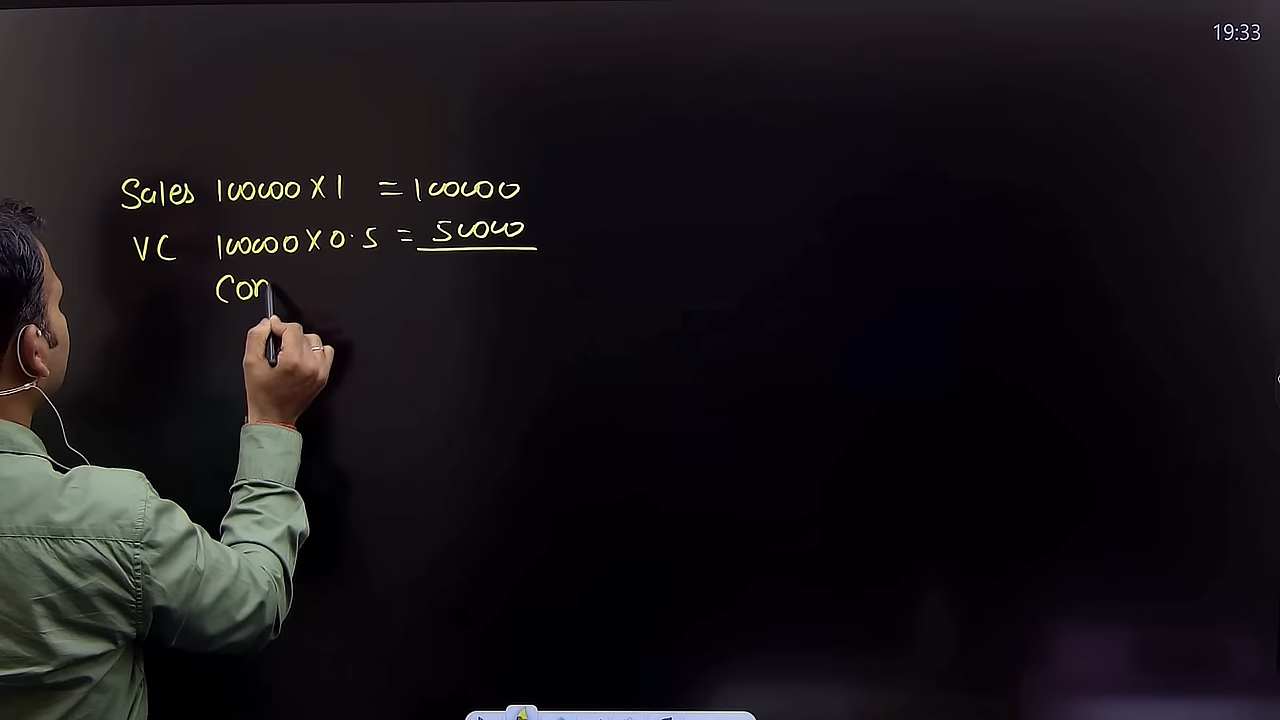 19:33
Sales 100000 X 1 = 100000
VC 100000 X 0.5 = 50000
Con